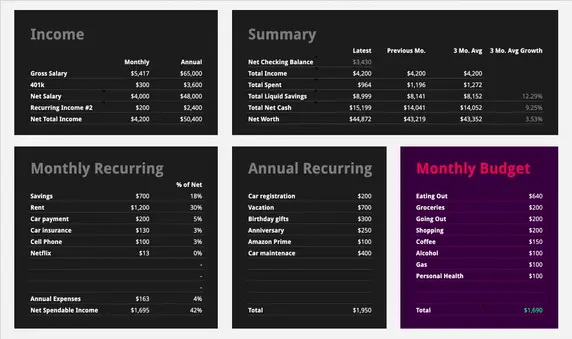 Income
Monthly Annual
Gross Salary $5,417 $65,000
401k $300 $3,600
Net Salary $4,000 $48,000
Recurring Income #2 $200 $2,400
Net Total Income $4,200 $50,400
Summary
Latest Previous Mo. 3 Mo. Avg 3 Mo. Avg Growth
Net Checking Balance $3,430
Total Income $4,200 $4,200 $4,200
Total Spent $964 $1,196 $1,272
Total Liquid Savings $8,999 $8,141 $8,152 12.29%
Total Net Cash $15,199 $14,041 $14,052 9.25%
Net Worth $44,872 $43,219 $43,352 3.53%
Monthly Recurring
% of Net
Savings $700 18%
Rent $1,200 30%
Car payment $200 5%
Car insurance $130 3%
Cell Phone $100 3%
Netflix $13 0%
-
-
-
Annual Expenses $163 4%
Net Spendable Income $1,695 42%
Annual Recurring
Car registration $200
Vacation $700
Birthday gifts $300
Anniversary $250
Amazon Prime $100
Car maintenace $400
Total $1,950
Monthly Budget
Eating Out $640
Groceries $200
Going Out $200
Shopping $200
Coffee $150
Alcohol $100
Gas $100
Personal Health $100
Total $1,690